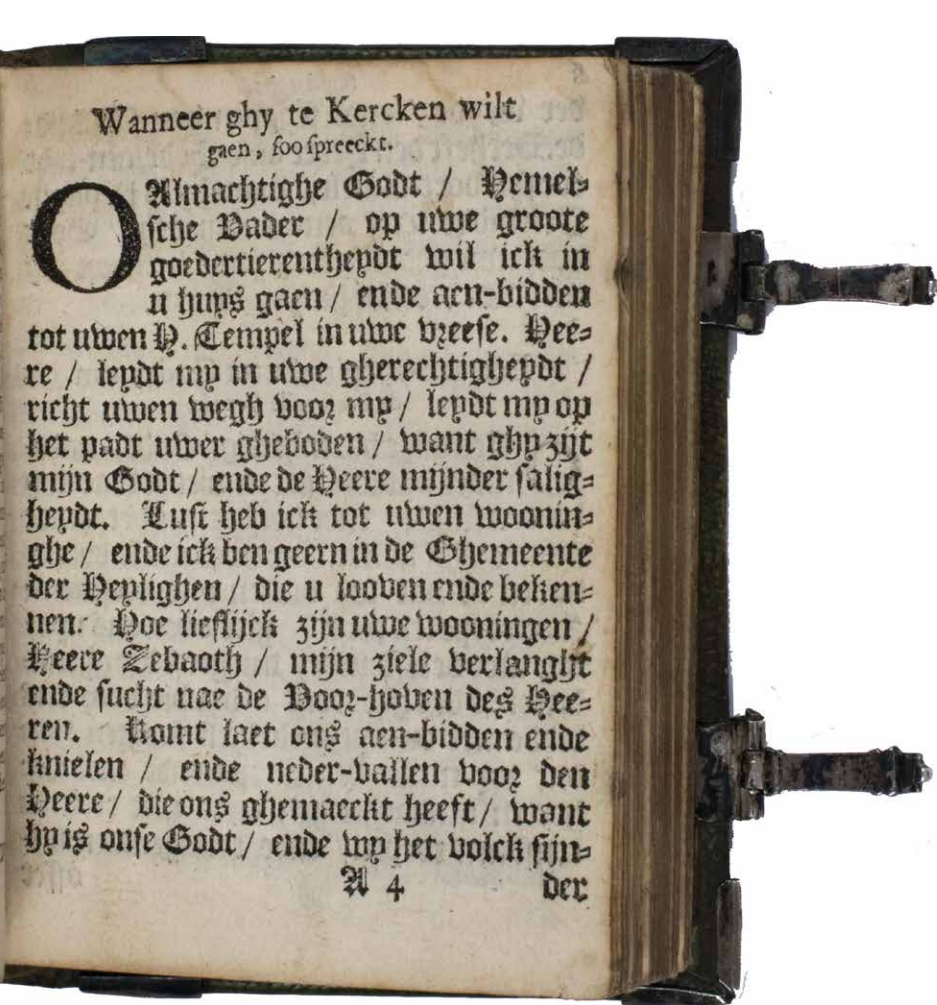 Wanneer ghy te Kercken wilt
gaen, soo spreeckt.
O Almachtighe Godt / Hemel-
sche Vader / op uwe groote
goedertierentheydt wil ick in
u huys gaen / ende aen-bidden
tot uwen H. Tempel in uwe vreese. Hee-
re / leydt my in uwe gherechtigheydt /
richt uwen wegh voor my / leydt my op
het padt uwer gheboden / want ghy zijt
mijn Godt / ende de Heere mijnder salig-
heydt. Lust heb ick tot uwen woonin-
ghe / ende ick ben geern in de Ghemeente
der Heylighen / die u looven ende beken-
nen. Hoe lieflijck zijn uwe wooningen /
Heere Zebaoth / mijn ziele verlanght
ende sucht nae de Voor-hoven des Hee-
ren. Komt laet ons aen-bidden ende
knielen / ende neder-vallen voor den
Heere / die ons ghemaeckt heeft / want
hy is onse Godt / ende wy het volck sijn-
A 4 der